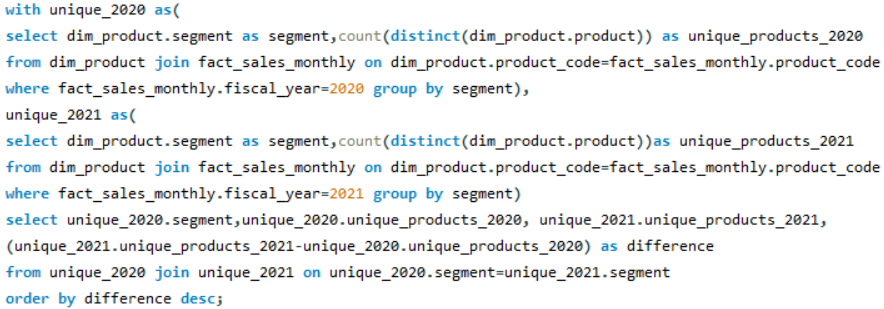 with unique_2020 as(
select dim_product.segment as segment,count(distinct(dim_product.product)) as unique_products_2020
from dim_product join fact_sales_monthly on dim_product.product_code=fact_sales_monthly.product_code
where fact_sales_monthly.fiscal_year=2020 group by segment),
unique_2021 as(
select dim_product.segment as segment,count(distinct(dim_product.product))as unique_products_2021
from dim_product join fact_sales_monthly on dim_product.product_code=fact_sales_monthly.product_code
where fact_sales_monthly.fiscal_year=2021 group by segment)
select unique_2020.segment,unique_2020.unique_products_2020, unique_2021.unique_products_2021,
(unique_2021.unique_products_2021-unique_2020.unique_products_2020) as difference
from unique_2020 join unique_2021 on unique_2020.segment=unique_2021.segment
order by difference desc;